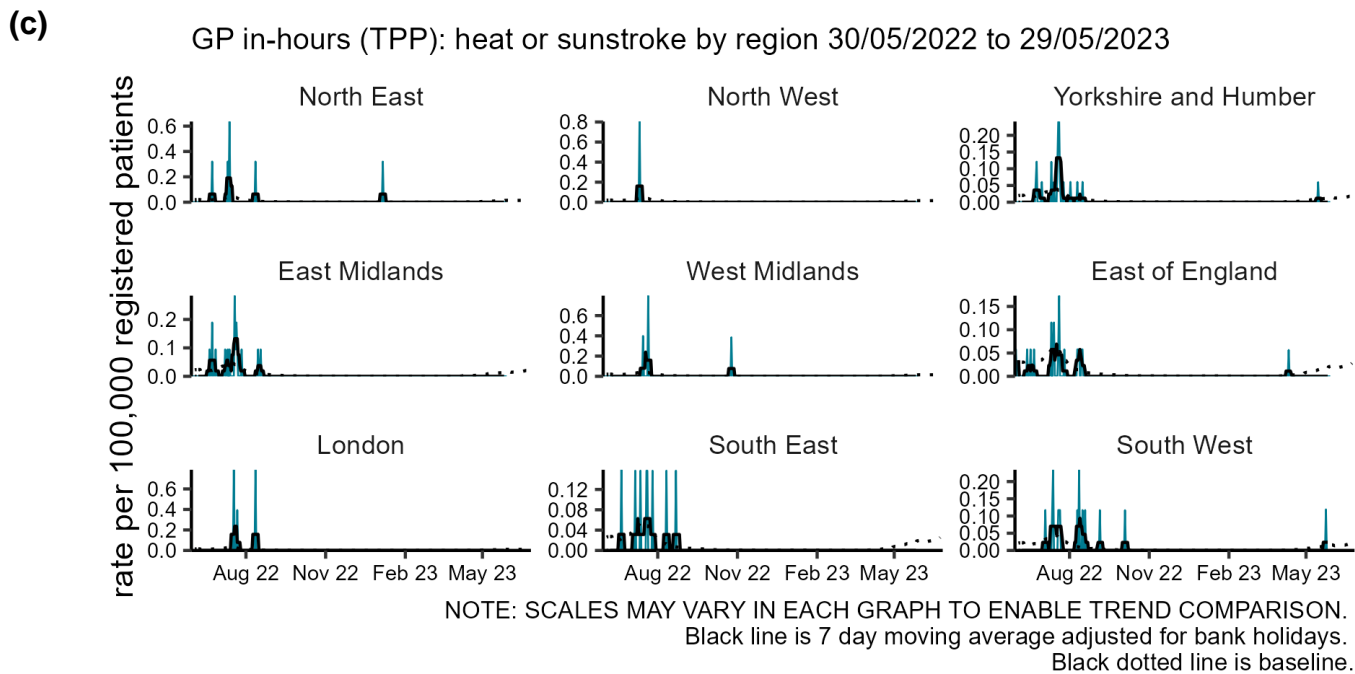 (c)
GP in-hours (TPP): heat or sunstroke by region 30/05/2022 to 29/05/2023
rate per 100,000 registered patients
North East
0.6
0.4
0.2
0.0
North West
0.8
0.6
0.4
0.2
0.0
Yorkshire and Humber
0.20
0.15
0.10
0.05
0.00
East Midlands
0.2
0.1
0.0
West Midlands
0.6
0.4
0.2
0.0
East of England
0.15
0.10
0.05
0.00
London
0.6
0.4
0.2
0.0
Aug 22 Nov 22 Feb 23 May 23
South East
0.12
0.08
0.04
0.00
Aug 22 Nov 22 Feb 23 May 23
South West
0.20
0.15
0.10
0.05
0.00
Aug 22 Nov 22 Feb 23 May 23
NOTE: SCALES MAY VARY IN EACH GRAPH TO ENABLE TREND COMPARISON.
Black line is 7 day moving average adjusted for bank holidays.
Black dotted line is baseline.